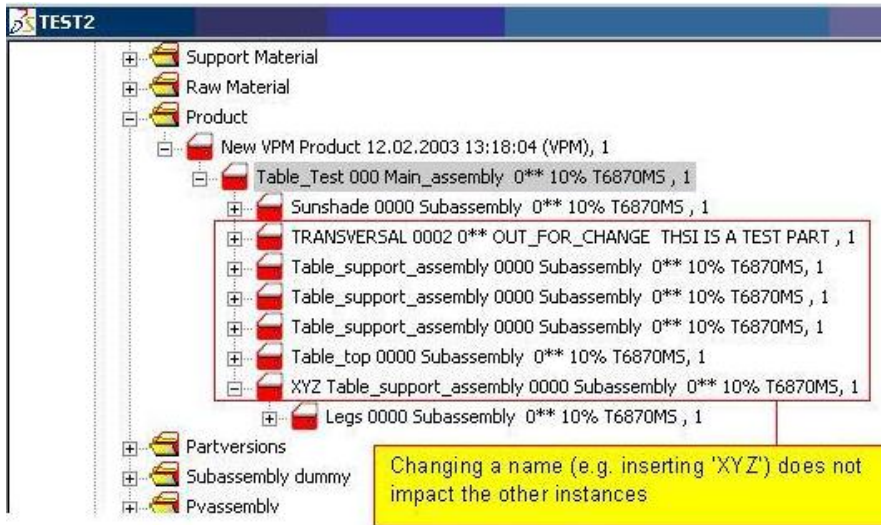 TEST2
Support Material
Raw Material
Product
New VPM Product 12.02.2003 13:18:04 (VPM), 1
Table_Test 000 Main_assembly 0** 10% T6870MS , 1
Sunshade 0000 Subassembly 0** 10% T6870MS , 1
TRANSVERSAL 0002 0** OUT_FOR_CHANGE THSI IS A TEST PART , 1
Table_support_assembly 0000 Subassembly 0** 10% T6870MS, 1
Table_support_assembly 0000 Subassembly 0** 10% T6870MS , 1
Table_support_assembly 0000 Subassembly 0** 10% T6870MS, 1
Table_top 0000 Subassembly 0** 10% T6870MS, 1
XYZ Table_support_assembly 0000 Subassembly 0** 10% T6870MS, 1
Legs 0000 Subassembly 0** 10% T6870MS , 1
Partversions
Subassembly dummy
Pvassembly
Changing a name (e.g. inserting 'XYZ') does not
impact the other instances